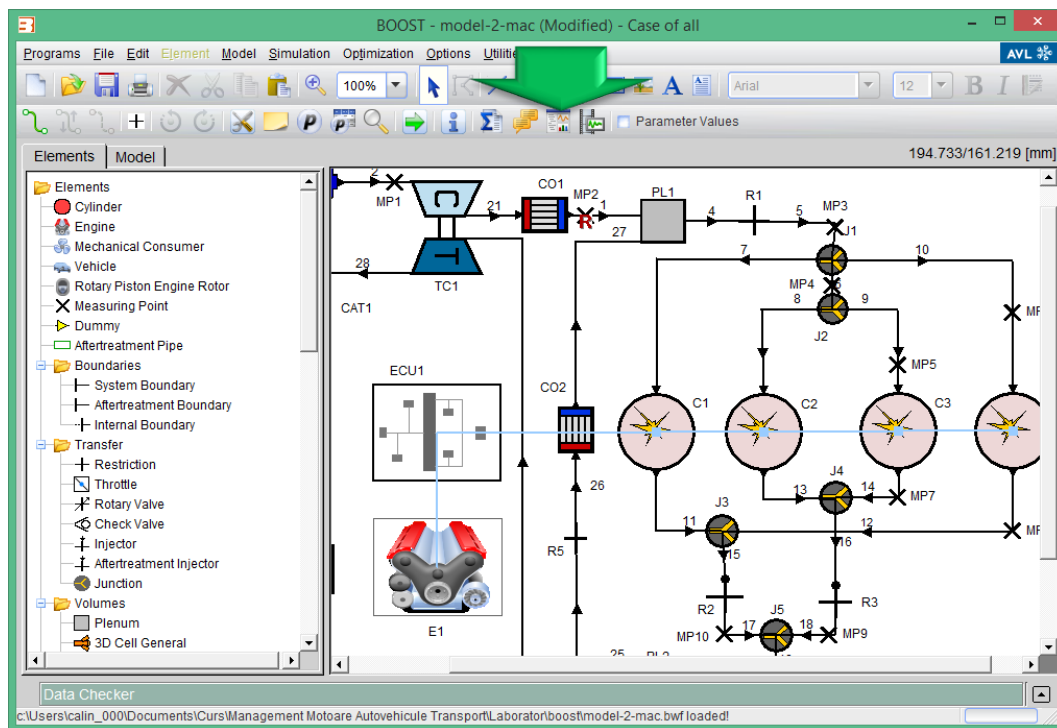 BOOST - model-2-mac (Modified) - Case of all
Programs File Edit Element Model Simulation Optimization Options Utilitie
AVL
100%
A
Arial
12
B I
P
P
Σ
Parameter Values
Elements Model
194.733/161.219 [mm]
Elements
Cylinder
Engine
Mechanical Consumer
Vehicle
Rotary Piston Engine Rotor
Measuring Point
Dummy
Aftertreatment Pipe
Boundaries
System Boundary
Aftertreatment Boundary
Internal Boundary
Transfer
Restriction
Throttle
Rotary Valve
Check Valve
Injector
Aftertreatment Injector
Junction
Volumes
Plenum
3D Cell General
2
MP1
C
21
CO1
MP2
R
1
PL1
27
4
R1
5
MP3
J1
7
10
T
28
TC1
CAT1
MP4
6
8
9
J2
MP5
ECU1
CO2
C1
C2
C3
26
J4
13
14
MP7
J3
11
12
15
16
R5
R2
R3
J5
E1
MP10
17
18
MP9
25
Data Checker
c:\Users\calin_000\Documents\Curs\Management Motoare Autovehicule Transport\Laborator\boost\model-2-mac.bwf loaded!